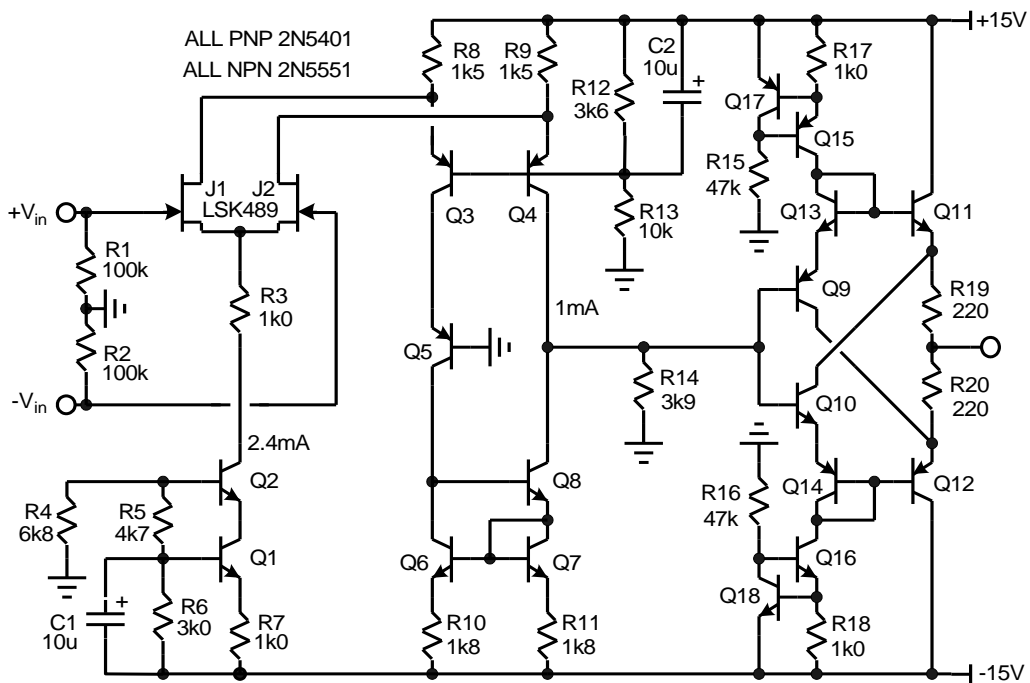 ALL PNP 2N5401
ALL NPN 2N5551
R8
1k5
R9
1k5
R12
3k6
C2
10u
+
R17
1k0
+15V
Q17
Q15
R15
47k
J1
J2
LSK489
Q3
Q4
R13
10k
Q13
Q11
+Vin
R1
100k
R2
100k
-Vin
R3
1k0
1mA
Q9
R19
220
Q5
R14
3k9
Q10
R20
220
2.4mA
Q2
Q8
R16
47k
Q14
Q12
R4
6k8
R5
4k7
Q1
Q6
Q7
Q16
Q18
C1
10u
+
R6
3k0
R7
1k0
R10
1k8
R11
1k8
R18
1k0
-15V